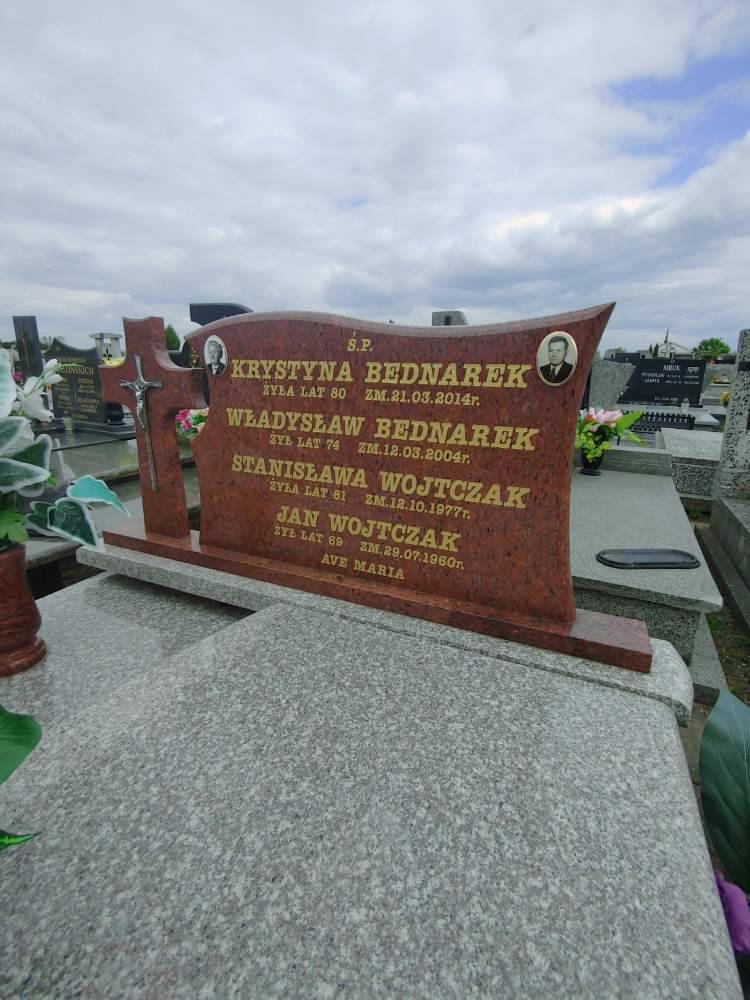 Ś.P.
KRYSTYNA BEDNAREK
ŻYŁA LAT 80 ZM.21.03.2014r.
WŁADYSŁAW BEDNAREK
ŻYŁ LAT 74 ZM.12.03.2004r.
STANISŁAWA WOJTCZAK
ŻYŁA LAT 81 ZM.12.10.1977r.
JAN WOJTCZAK
ŻYŁ LAT 69 ZM.29.07.1960r.
AVE MARIA
MRUK